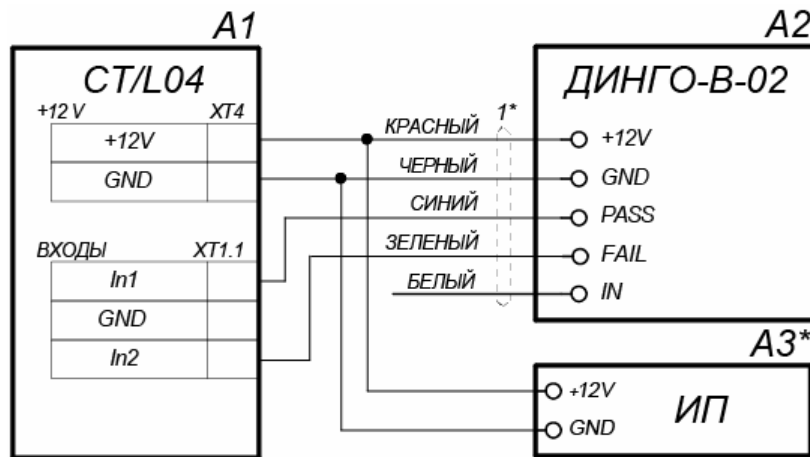 A1
CT/L04
+12 V XT4
+12V
GND
ВХОДЫ XT1.1
In1
GND
In2
КРАСНЫЙ
ЧЕРНЫЙ
СИНИЙ
ЗЕЛЕНЫЙ
БЕЛЫЙ
1*
A2
ДИНГО-В-02
+12V
GND
PASS
FAIL
IN
A3*
+12V
GND
ИП